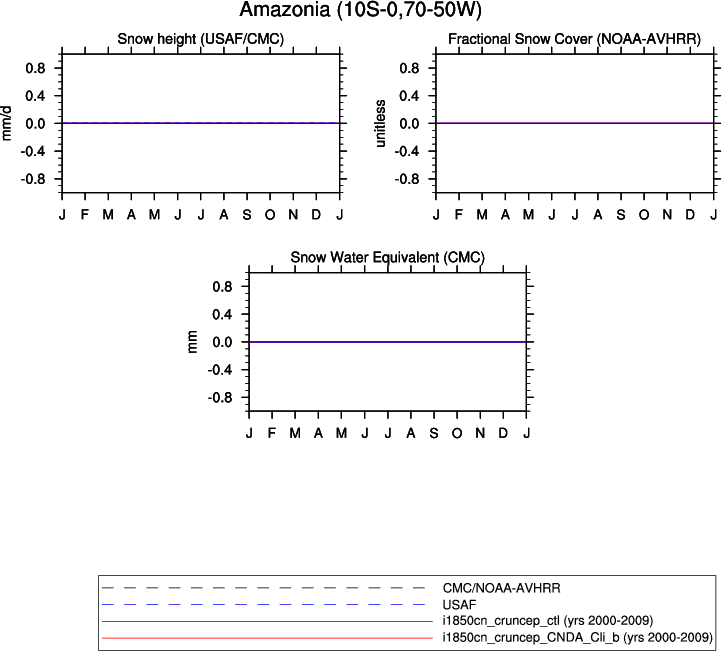 Amazonia (10S-0,70-50W)
Snow height (USAF/CMC)
mm/d
0.8
0.4
0.0
-0.4
-0.8
J F M A M J J A S O N D J
Fractional Snow Cover (NOAA-AVHRR)
unitless
0.8
0.4
0.0
-0.4
-0.8
J F M A M J J A S O N D J
Snow Water Equivalent (CMC)
mm
0.8
0.4
0.0
-0.4
-0.8
J F M A M J J A S O N D J
CMC/NOAA-AVHRR
USAF
i1850cn_cruncep_ctl (yrs 2000-2009)
i1850cn_cruncep_CNDA_Cli_b (yrs 2000-2009)